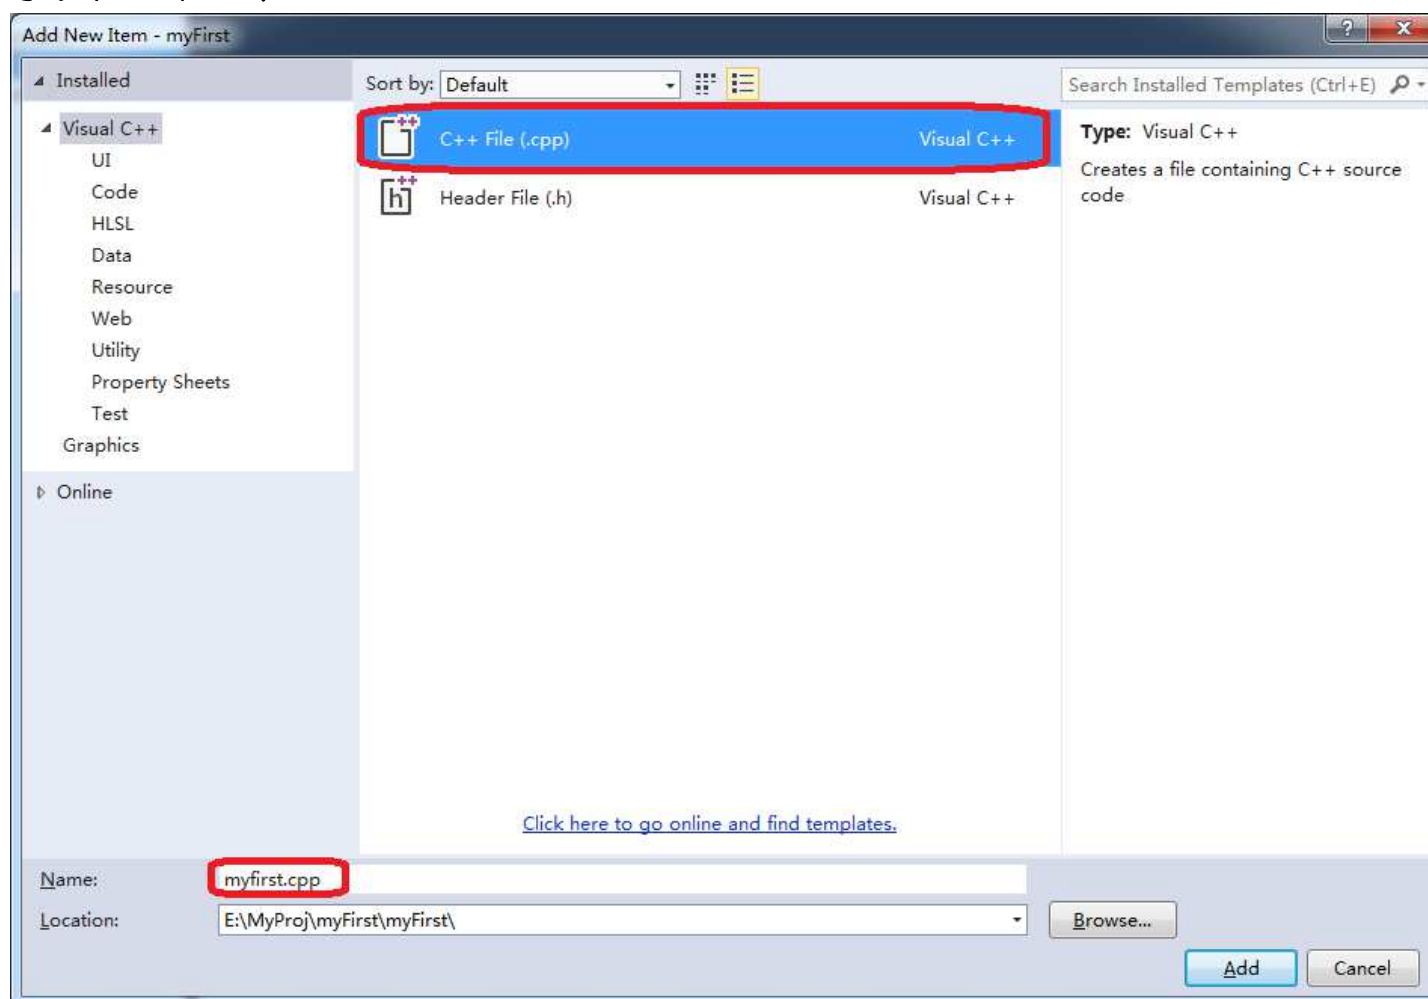 Add New Item - myFirst
Installed
Sort by: Default
Search Installed Templates (Ctrl+E)
Visual C++
UI
Code
HLSL
Data
Resource
Web
Utility
Property Sheets
Test
Graphics
Online
C++ File (.cpp) Visual C++
Header File (.h) Visual C++
Type: Visual C++
Creates a file containing C++ source
code
Click here to go online and find templates.
Name: myfirst.cpp
Location: E:\MyProj\myFirst\myFirst\
Browse...
Add Cancel